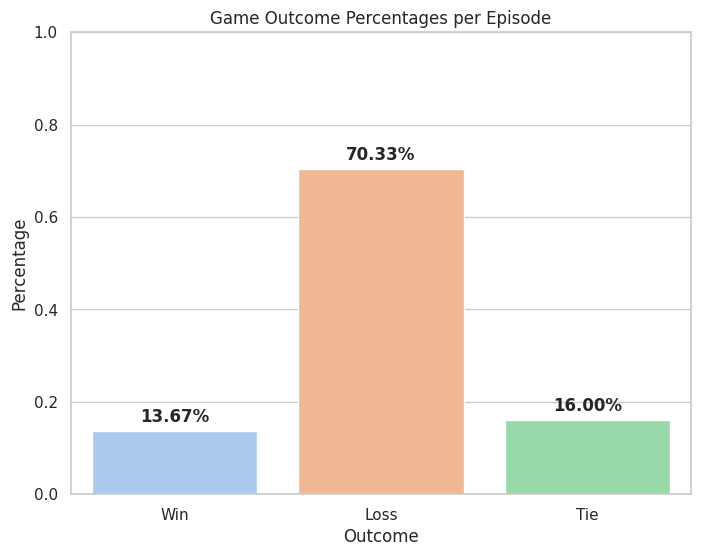 Game Outcome Percentages per Episode
1.0
0.8
70.33%
0.6
Percentage
0.4
0.2
13.67%
16.00%
0.0
Win
Loss
Tie
Outcome